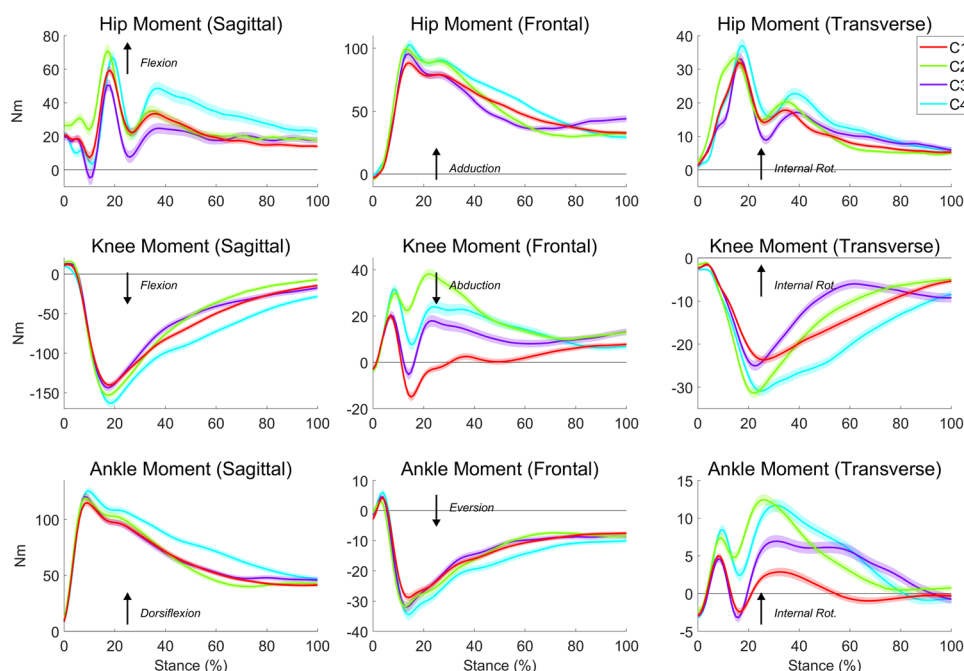 Hip Moment (Sagittal)
Hip Moment (Frontal)
Hip Moment (Transverse)
80
60
40
20
0
Nm
Flexion
0 20 40 60 80 100
100
50
0
Abduction
0 20 40 60 80 100
40
30
20
10
0
Internal Rot.
0 20 40 60 80 100
C1
C2
C3
C4
Knee Moment (Sagittal)
Knee Moment (Frontal)
Knee Moment (Transverse)
0
-50
-100
-150
Nm
Flexion
0 20 40 60 80 100
40
20
0
-20
Abduction
0 20 40 60 80 100
0
-10
-20
-30
Internal Rot.
0 20 40 60 80 100
Ankle Moment (Sagittal)
Ankle Moment (Frontal)
Ankle Moment (Transverse)
100
50
0
Nm
Dorsiflexion
0 20 40 60 80 100
Stance (%)
10
0
-10
-20
-30
-40
Eversion
0 20 40 60 80 100
Stance (%)
15
10
5
0
-5
Internal Rot.
0 20 40 60 80 100
Stance (%)